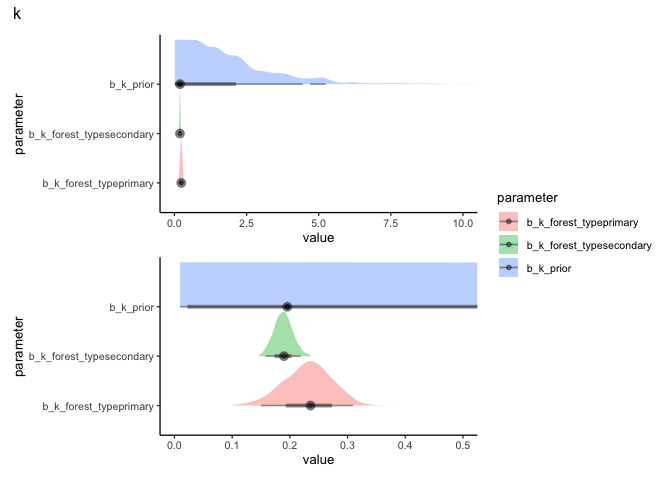 k
parameter
b_k_prior
b_k_forest_typesecondary
b_k_forest_typeprimary
0.0 2.5 5.0 7.5 10.0
value
parameter
b_k_forest_typeprimary
b_k_forest_typesecondary
b_k_prior
parameter
b_k_prior
b_k_forest_typesecondary
b_k_forest_typeprimary
0.0 0.1 0.2 0.3 0.4 0.5
value